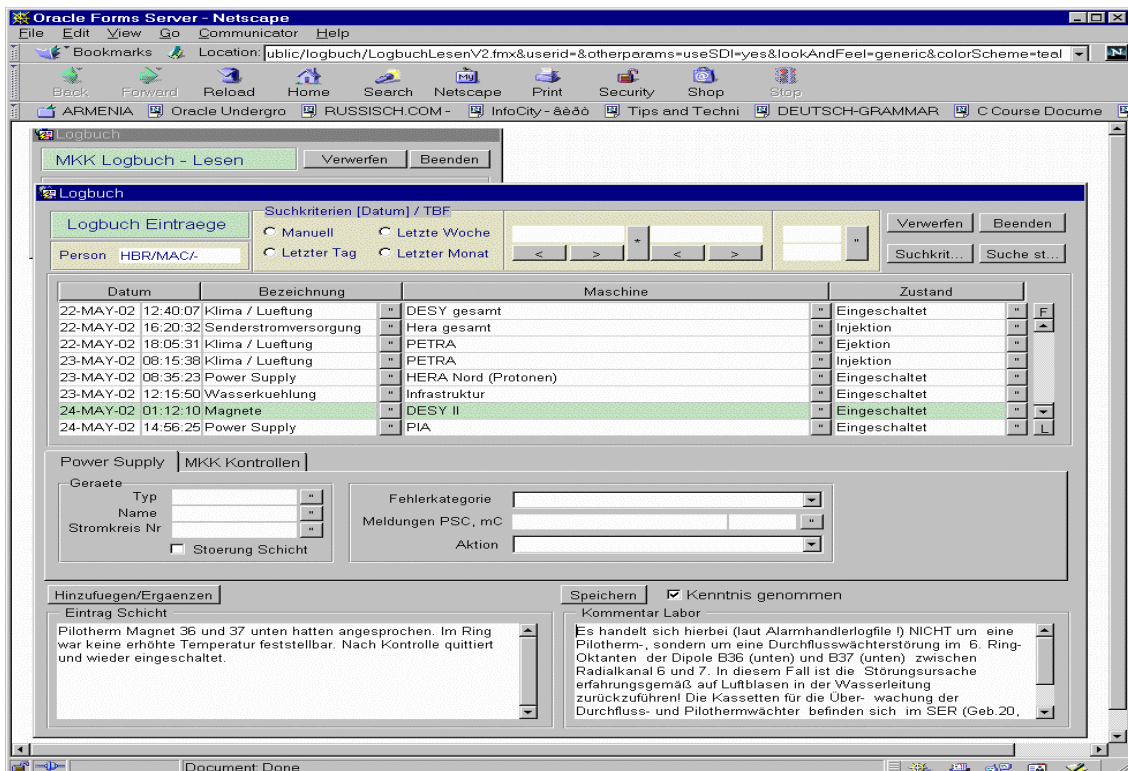 Oracle Forms Server - Netscape
File Edit View Go Communicator Help
Bookmarks Location: ublic/logbuch/LogbuchLesenV2.fmx&userid=&otherparams=useSDI=yes&lookAndFeel=generic&colorScheme=teal
Back Forward Reload Home Search Netscape Print Security Shop Stop
ARMENIA Oracle Undergro RUSSISCH.COM - InfoCity - âèðò Tips and Techni DEUTSCH-GRAMMAR C Course Docume
Logbuch
MKK Logbuch - Lesen Verwerfen Beenden
Logbuch
Logbuch Eintraege
Person HBR/MAC/-
Suchkriterien [Datum] / TBF
Manuell Letzte Woche
Letzter Tag Letzter Monat
< > * < > "
Verwerfen Beenden
Suchkrit... Suche st...
Datum Bezeichnung Maschine Zustand
22-MAY-02 12:40:07 Klima / Lueftung " DESY gesamt " Eingeschaltet " F
22-MAY-02 16:20:32 Senderstromversorgung " Hera gesamt " Injektion "
22-MAY-02 18:05:31 Klima / Lueftung " PETRA " Ejektion "
23-MAY-02 08:15:38 Klima / Lueftung " PETRA " Injektion "
23-MAY-02 08:35:23 Power Supply " HERA Nord (Protonen) " Eingeschaltet "
23-MAY-02 12:15:50 Wasserkuehlung " Infrastruktur " Eingeschaltet "
24-MAY-02 01:12:10 Magnete " DESY II " Eingeschaltet "
24-MAY-02 14:56:25 Power Supply " PIA " Eingeschaltet " L
Power Supply MKK Kontrollen
Geraete
Typ "
Name "
Stromkreis Nr "
Stoerung Schicht
Fehlerkategorie
Meldungen PSC, mC "
Aktion
Hinzufuegen/Ergaenzen Speichern Kenntnis genommen
Eintrag Schicht
Pilotherm Magnet 36 und 37 unten hatten angesprochen. Im Ring
war keine erhöhte Temperatur feststellbar. Nach Kontrolle quittiert
und wieder eingeschaltet.
Kommentar Labor
Es handelt sich hierbei (laut Alarmhandlerlogfile !) NICHT um eine
Pilotherm-, sondern um eine Durchflusswächterstörung im 6. Ring-
Oktanten der Dipole B36 (unten) und B37 (unten) zwischen
Radialkanal 6 und 7. In diesem Fall ist die Störungsursache
erfahrungsgemäß auf Luftblasen in der Wasserleitung
zurückzuführen! Die Kassetten für die Über- wachung der
Durchfluss- und Pilothermwächter befinden sich im SER (Geb.20,
Document: Done